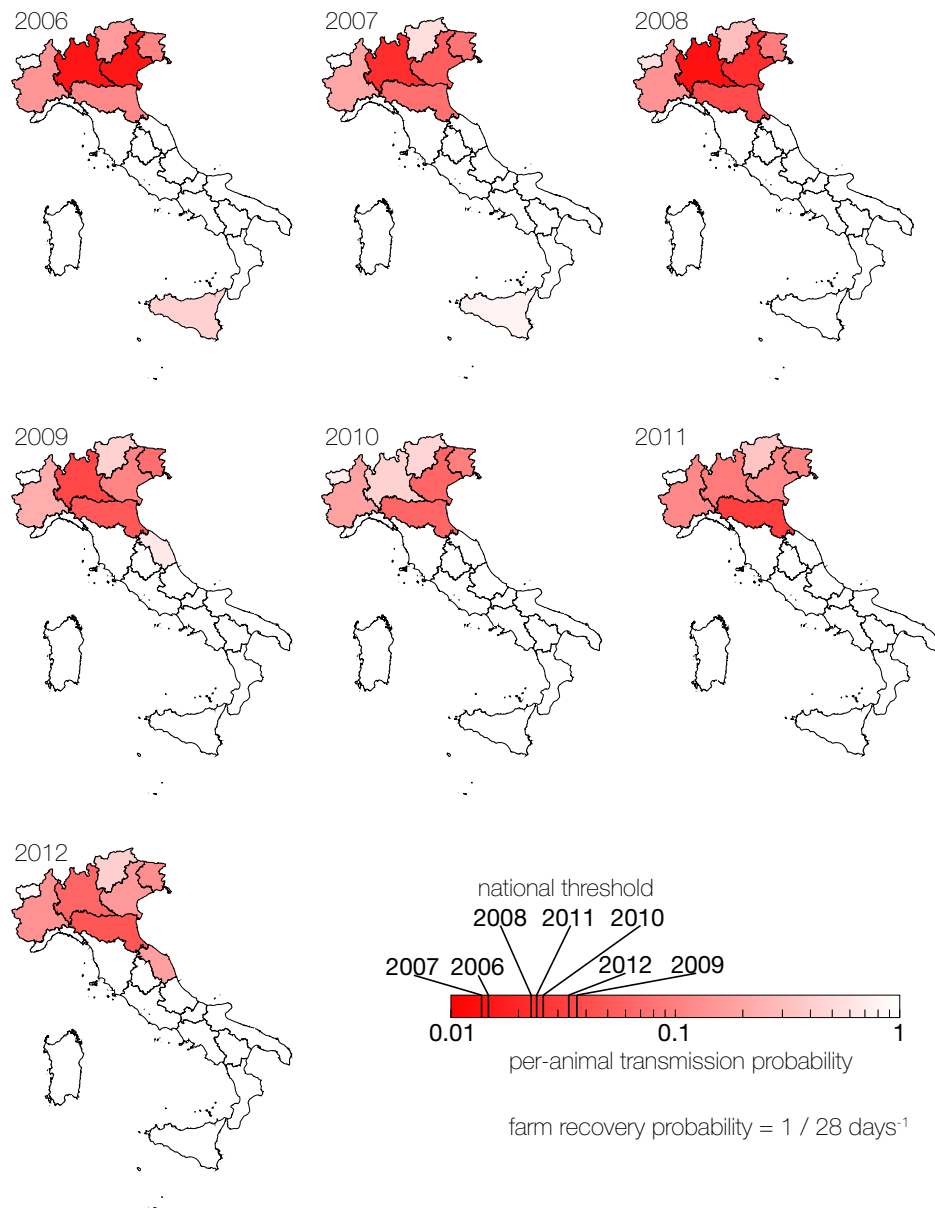 2006
2007
2008
2009
2010
2011
2012
national threshold
2008 2011 2010
2007 2006 2012 2009
0.01 0.1 1
per-animal transmission probability
farm recovery probability = 1 / 28 days⁻¹